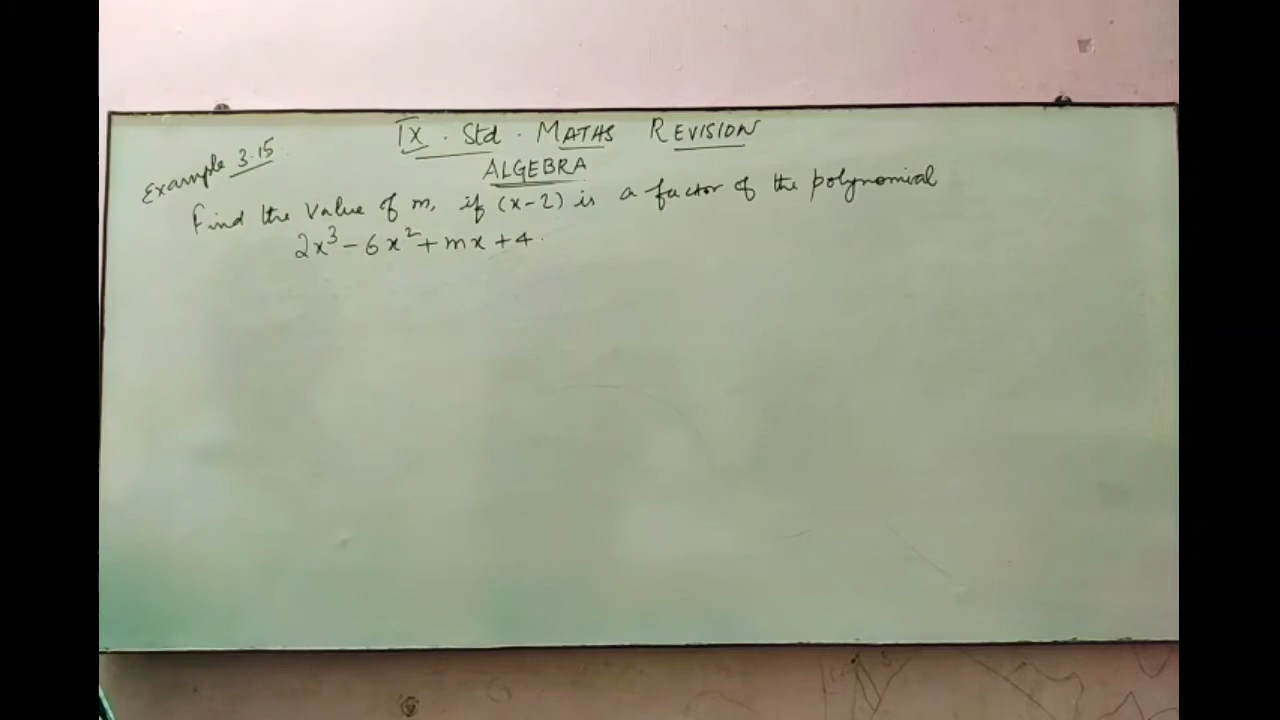 IX. Std. MATHS REVISION
ALGEBRA
Example 3.15.
Find the value of m, if (x-2) is a factor of the polynomial
2x³ - 6x² + mx + 4.